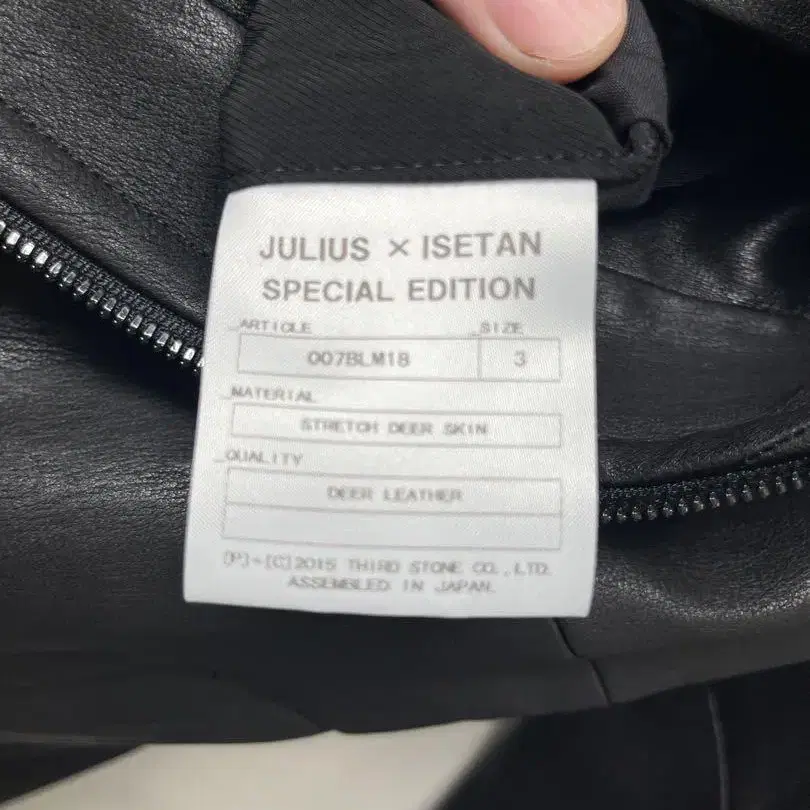 JULIUS × ISETAN
SPECIAL EDITION
_ARTICLE _SIZE
007BLM18 3
_MATERIAL
STRETCH DEER SKIN
_QUALITY
DEER LEATHER
[P]+[C]2015 THIRD STONE CO.,LTD.
ASSEMBLED IN JAPAN.